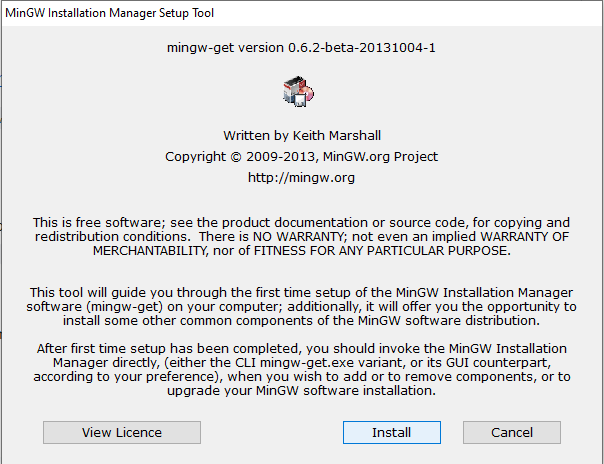 MinGW Installation Manager Setup Tool
mingw-get version 0.6.2-beta-20131004-1
Written by Keith Marshall
Copyright © 2009-2013, MinGW.org Project
http://mingw.org
This is free software; see the product documentation or source code, for copying and
redistribution conditions.  There is NO WARRANTY; not even an implied WARRANTY OF
MERCHANTABILITY, nor of FITNESS FOR ANY PARTICULAR PURPOSE.
This tool will guide you through the first time setup of the MinGW Installation Manager
software (mingw-get) on your computer; additionally, it will offer you the opportunity to
install some other common components of the MinGW software distribution.
After first time setup has been completed, you should invoke the MinGW Installation
Manager directly, (either the CLI mingw-get.exe variant, or its GUI counterpart,
according to your preference), when you wish to add or to remove components, or to
upgrade your MinGW software installation.
View Licence
Install
Cancel